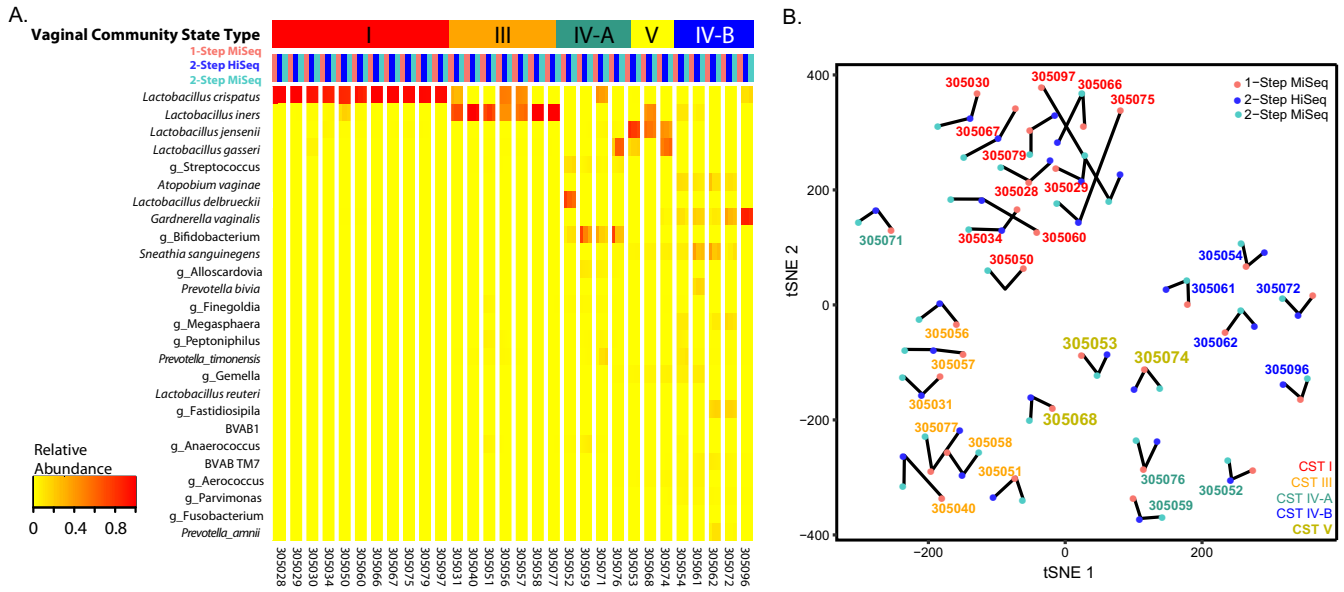 A.
Vaginal Community State Type
I
III
IV-A
V
IV-B
1-Step MiSeq
2-Step HiSeq
2-Step MiSeq
Lactobacillus crispatus
Lactobacillus iners
Lactobacillus jensenii
Lactobacillus gasseri
g_Streptococcus
Atopobium vaginae
Lactobacillus delbrueckii
Gardnerella vaginalis
g_Bifidobacterium
Sneathia sanguinegens
g_Alloscardovia
Prevotella bivia
g_Finegoldia
g_Megasphaera
g_Peptoniphilus
Prevotella_timonensis
g_Gemella
Lactobacillus reuteri
g_Fastidiosipila
BVAB1
g_Anaerococcus
BVAB TM7
g_Aerococcus
g_Parvimonas
g_Fusobacterium
Prevotella_amnii
Relative
Abundance
0 0.4 0.8
305028
305029
305030
305034
305050
305060
305066
305067
305075
305079
305097
305031
305040
305051
305056
305057
305058
305077
305052
305059
305071
305076
305053
305068
305074
305054
305061
305062
305072
305096
B.
400
200
0
−200
−400
tSNE 2
−200
0
200
tSNE 1
1-Step MiSeq
2-Step HiSeq
2-Step MiSeq
305030
305097
305066
305075
305067
305079
305028
305029
305071
305034
305060
305050
305054
305061
305072
305056
305062
305057
305053
305074
305096
305031
305068
305077
305058
305051
305040
305076
305052
305059
CST I
CST III
CST IV-A
CST IV-B
CST V